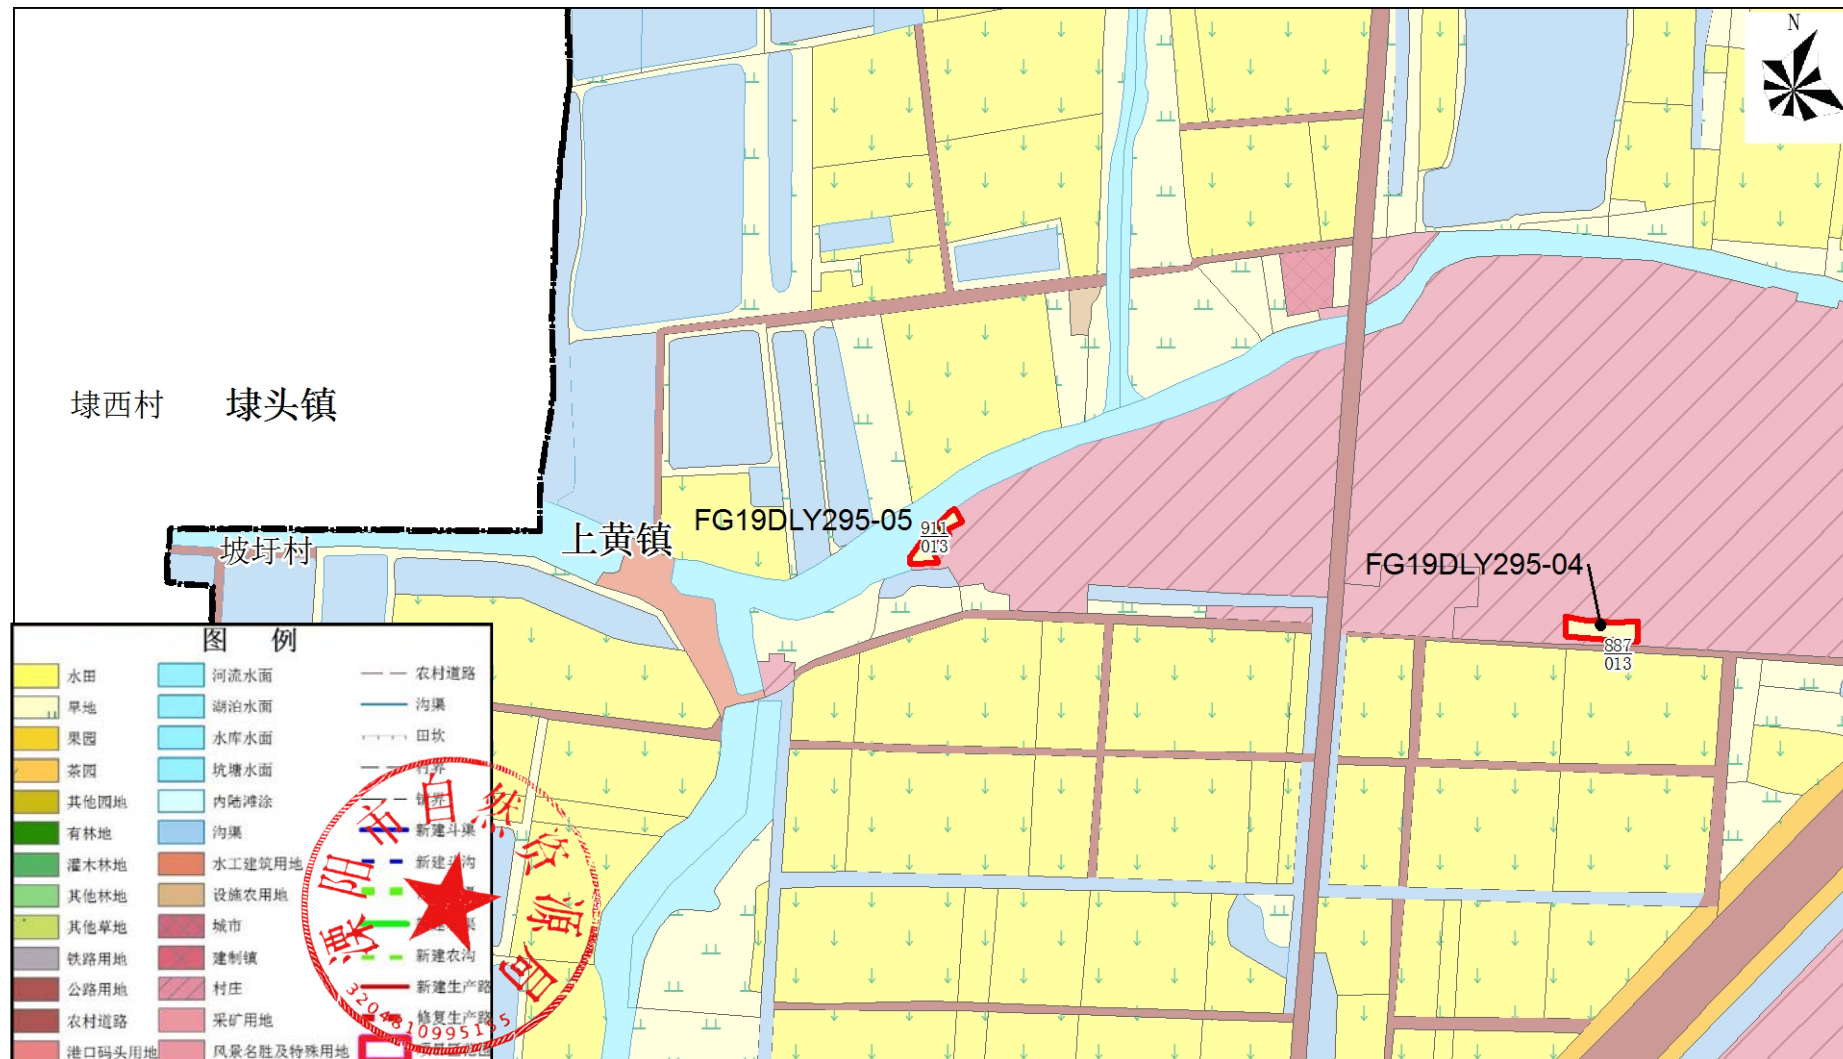 N
埭西村
埭头镇
坡圩村
上黄镇
FG19DLY295-05
911
013
FG19DLY295-04
887
013
图 例
水田
旱地
果园
茶园
其他园地
有林地
灌木林地
其他林地
其他草地
铁路用地
公路用地
农村道路
港口码头用地
河流水面
湖泊水面
水库水面
坑塘水面
内陆滩涂
沟渠
水工建筑用地
设施农用地
城市
建制镇
村庄
采矿用地
风景名胜及特殊用地
农村道路
沟渠
田坎
村界
镇界
新建斗渠
新建斗沟
新建农沟
新建生产路
修复生产路
溧阳市自然资源局